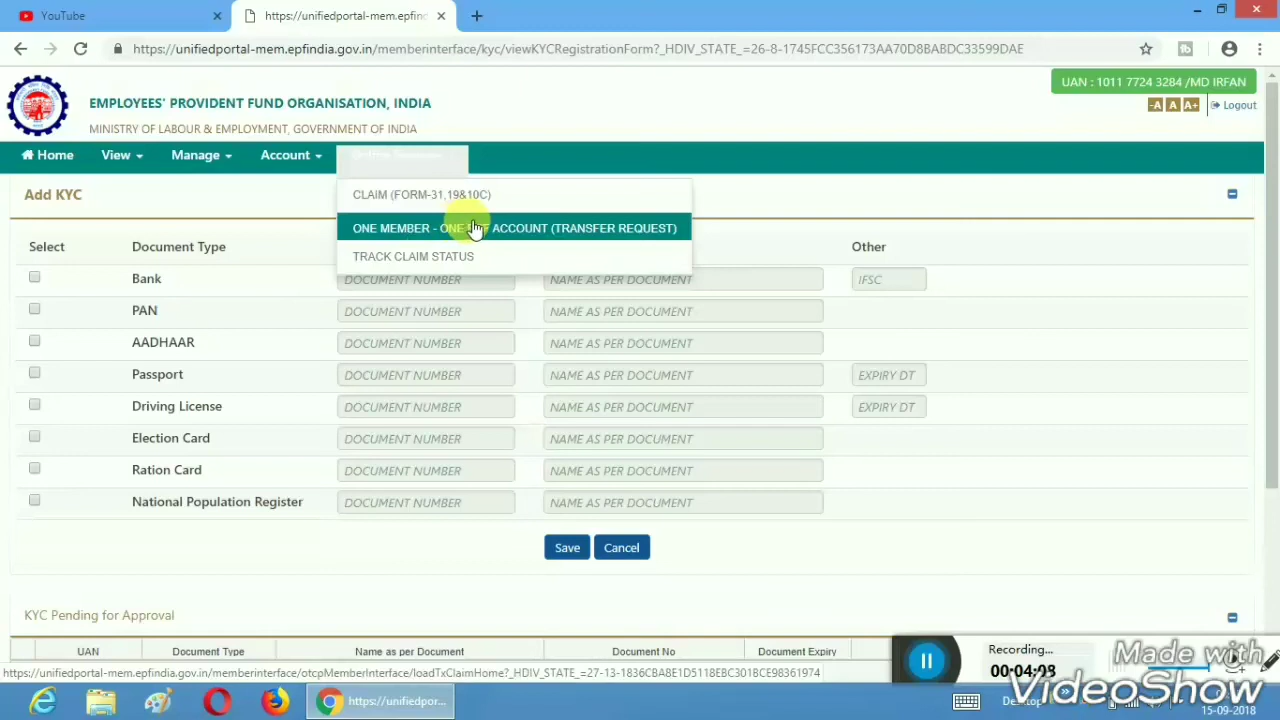 YouTube
https://unifiedportal-mem.epfin
https://unifiedportal-mem.epfindia.gov.in/memberinterface/kyc/viewKYCRegistrationForm?_HDIV_STATE_=26-8-1745FCC356173AA70D8BABDC33599DAE
UAN : 1011 7724 3284 /MD IRFAN
EMPLOYEES' PROVIDENT FUND ORGANISATION, INDIA
-A A A+ Logout
MINISTRY OF LABOUR & EMPLOYMENT, GOVERNMENT OF INDIA
Home View Manage Account
Add KYC
CLAIM (FORM-31,19&10C)
ONE MEMBER - ONE ACCOUNT (TRANSFER REQUEST)
TRACK CLAIM STATUS
Select Document Type Other
Bank DOCUMENT NUMBER NAME AS PER DOCUMENT IFSC
PAN DOCUMENT NUMBER NAME AS PER DOCUMENT
AADHAAR DOCUMENT NUMBER NAME AS PER DOCUMENT
Passport DOCUMENT NUMBER NAME AS PER DOCUMENT EXPIRY DT
Driving License DOCUMENT NUMBER NAME AS PER DOCUMENT EXPIRY DT
Election Card DOCUMENT NUMBER NAME AS PER DOCUMENT
Ration Card DOCUMENT NUMBER NAME AS PER DOCUMENT
National Population Register DOCUMENT NUMBER NAME AS PER DOCUMENT
Save Cancel
KYC Pending for Approval
UAN Document Type Name as per Document Document No Document Expiry
Recording...
00:04:03
Made with
VideoShow
https://unifiedportal-mem.epfindia.gov.in/memberinterface/otcpMemberInterface/loadTxClaimHome?_HDIV_STATE_=27-13-1836CBA8E1D5118EBC301BCE98361974
https://unifiedpor...
15-09-2018